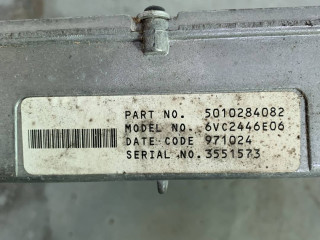 PART NO. 5010284082
MODEL NO. 6VC2446E06
DATE CODE 971024
SERIAL NO. 3551573